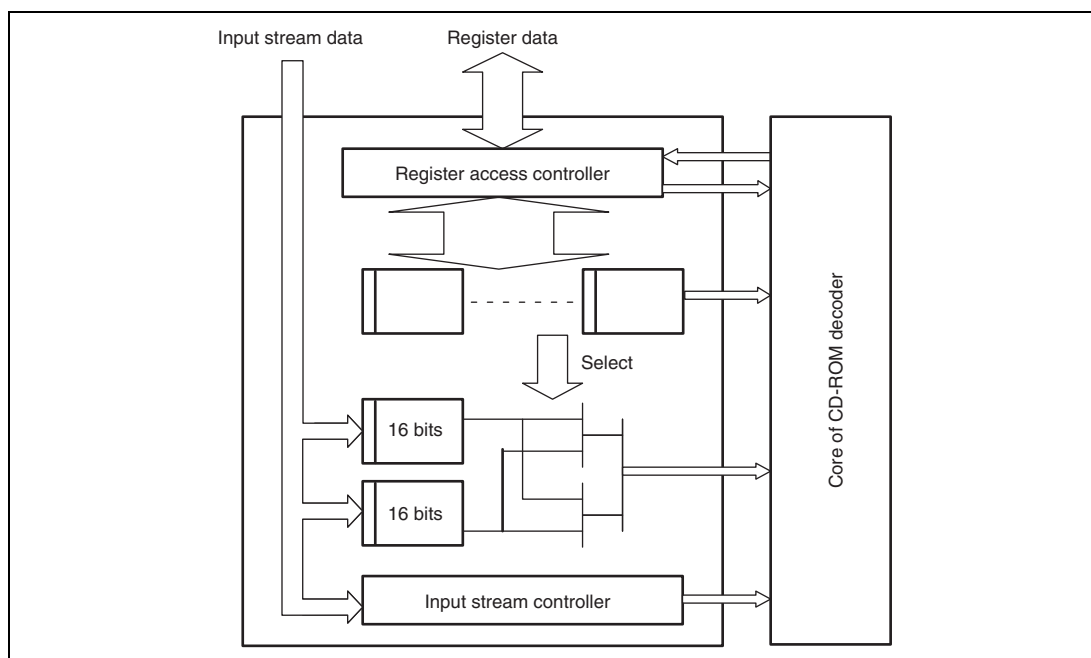 Input stream data
Register data
Register access controller
Select
16 bits
16 bits
Input stream controller
Core of CD-ROM decoder